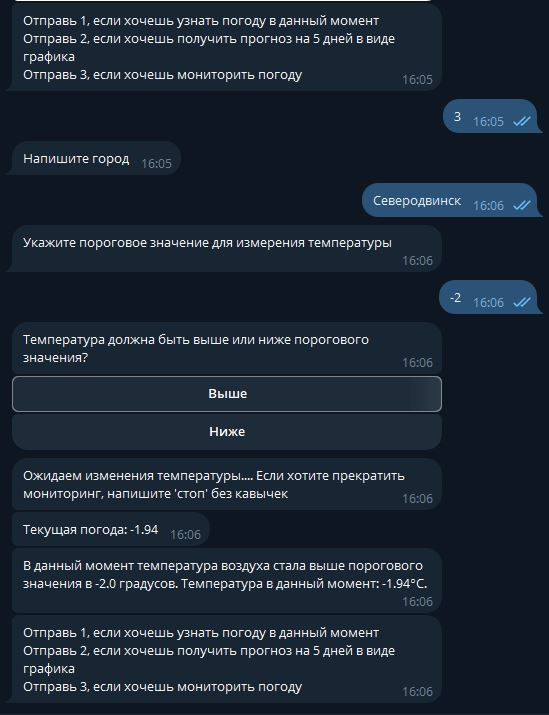 Отправь 1, если хочешь узнать погоду в данный момент
Отправь 2, если хочешь получить прогноз на 5 дней в виде
графика
Отправь 3, если хочешь мониторить погоду
16:05
3 16:05
Напишите город 16:05
Северодвинск 16:06
Укажите пороговое значение для измерения температуры
16:06
-2 16:06
Температура должна быть выше или ниже порогового
значения?
16:06
Выше
Ниже
Ожидаем изменения температуры.... Если хотите прекратить
мониторинг, напишите 'стоп' без кавычек
16:06
Текущая погода: -1.94 16:06
В данный момент температура воздуха стала выше порогового
значения в -2.0 градусов. Температура в данный момент: -1.94°C.
16:06
Отправь 1, если хочешь узнать погоду в данный момент
Отправь 2, если хочешь получить прогноз на 5 дней в виде
графика
Отправь 3, если хочешь мониторить погоду
16:06